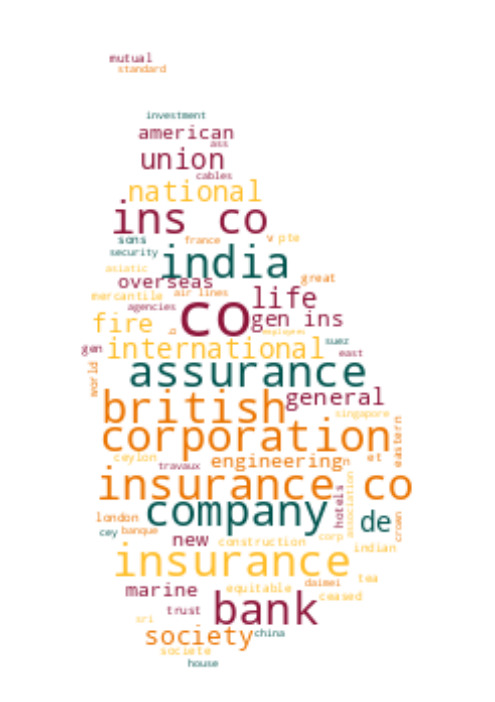 mutual
standard
investment
american
ass
union
cables
national
ins co
sons
france
v
pte
security
india
asiatic
overseas
great
mercantile
air lines
life
agencies
co
gen ins
fire
employees
gen
international
suez
east
world
assurance
british
general
singapore
corporation
eastern
ceylon
travaux
engineering
n
et
insurance co
association
hotels
london
company
de
crown
cey
banque
new
construction
corp
indian
insurance
marine
equitable
daimei
tea
ceased
trust
bank
sri
society
china
societe
house